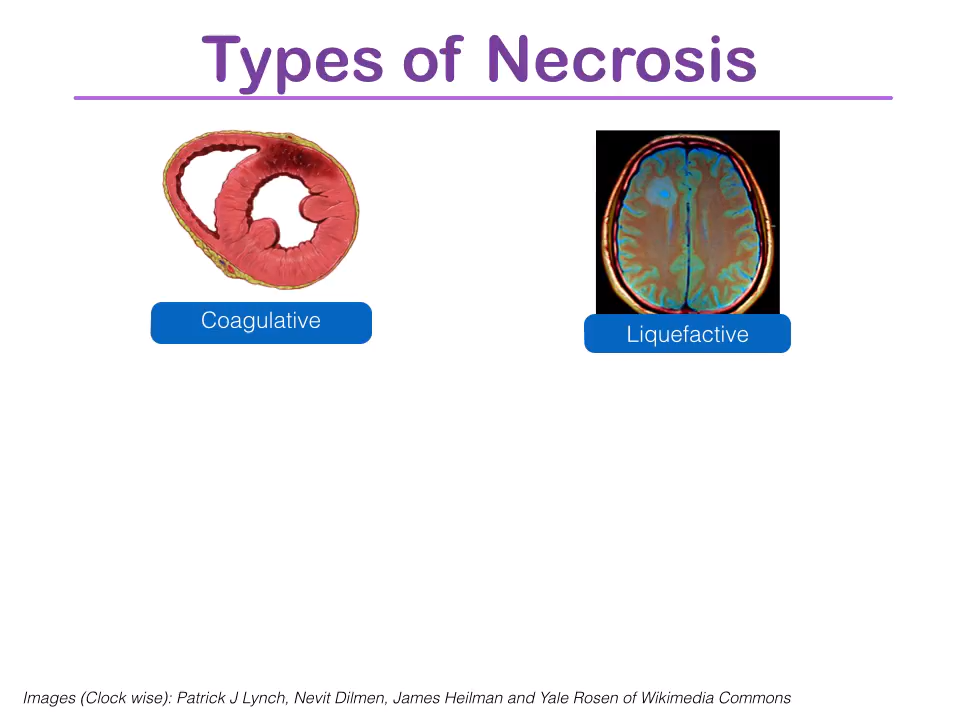 Types of Necrosis
Coagulative
Liquefactive
Images (Clock wise): Patrick J Lynch, Nevit Dilmen, James Heilman and Yale Rosen of Wikimedia Commons